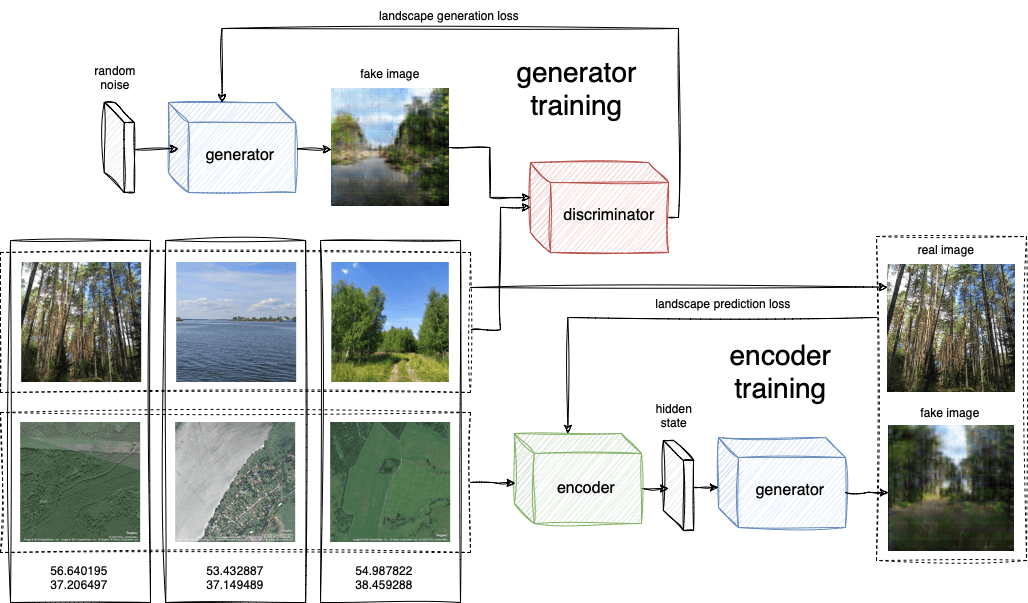 landscape generation loss
random
noise
fake image
generator
training
generator
discriminator
real image
landscape prediction loss
encoder
training
hidden
state
fake image
encoder
generator
56.640195
37.206497
53.432887
37.149489
54.987822
38.459288